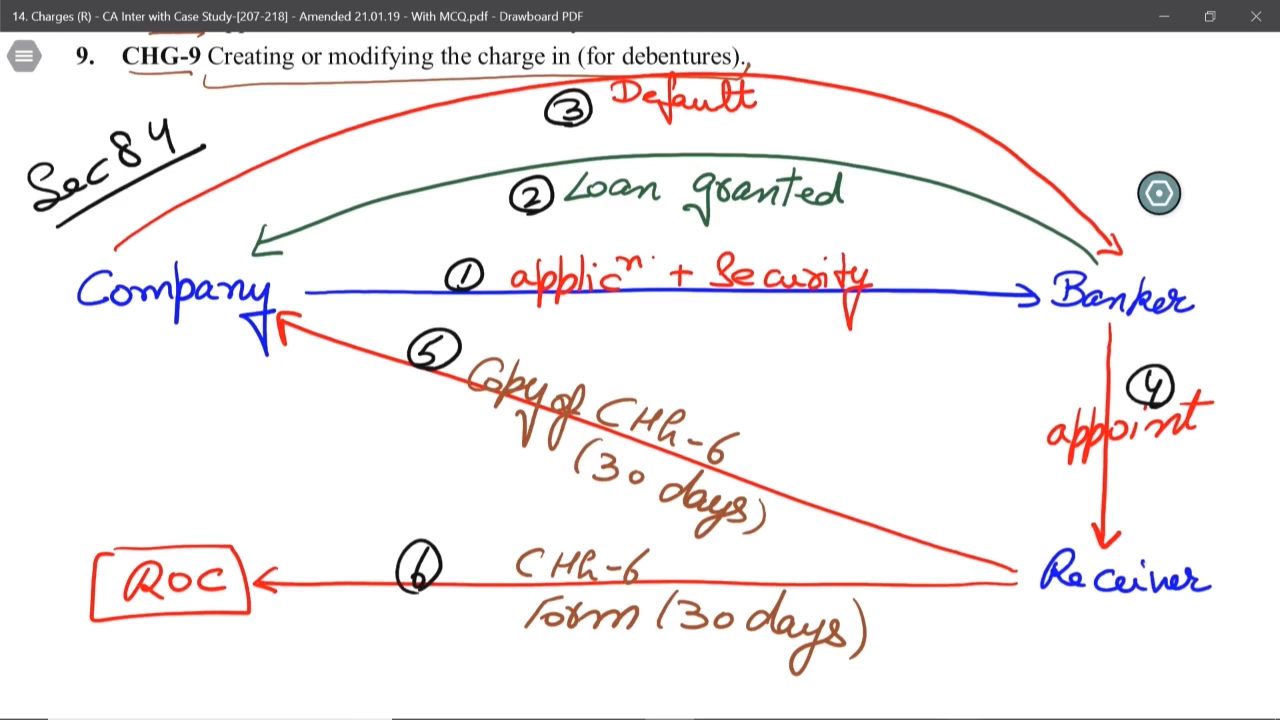 14. Charges (R) - CA Inter with Case Study-[207-218] - Amended 21.01.19 - With MCQ.pdf - Drawboard PDF
9. CHG-9 Creating or modifying the charge in (for debentures).
3 Default
Sec 84
2 Loan granted
1 applicn. + Security
Company
Banker
5 Copy of CHG-6
(30 days)
4
appoint
ROC
6 CHG-6
Form (30 days)
Receiver